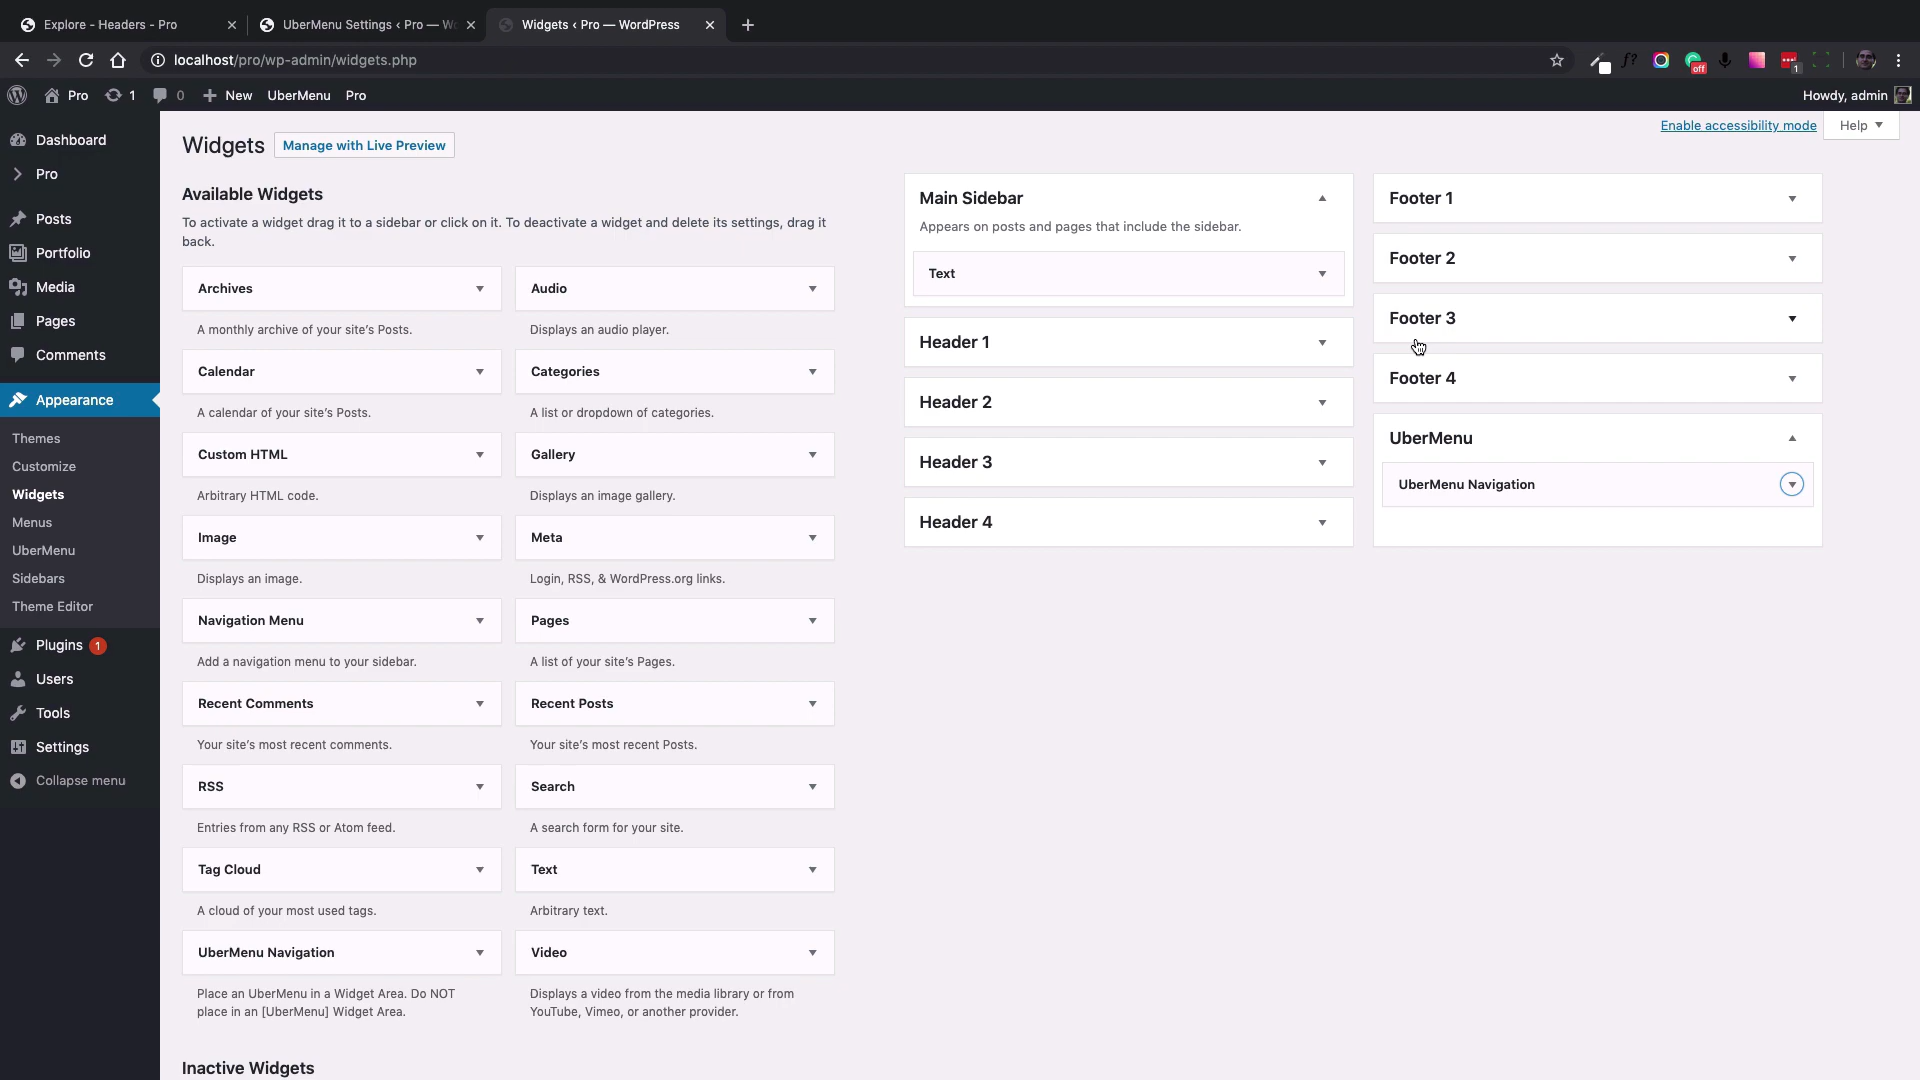 Explore - Headers - Pro
UberMenu Settings ‹ Pro — W
Widgets ‹ Pro — WordPress
localhost/pro/wp-admin/widgets.php
f?
off
1
Pro
1
0
New
UberMenu
Pro
Howdy, admin
Dashboard
Pro
Posts
Portfolio
Media
Pages
Comments
Appearance
Themes
Customize
Widgets
Menus
UberMenu
Sidebars
Theme Editor
Plugins 1
Users
Tools
Settings
Collapse menu
Enable accessibility mode
Help
Widgets
Manage with Live Preview
Available Widgets
To activate a widget drag it to a sidebar or click on it. To deactivate a widget and delete its settings, drag it
back.
Archives
A monthly archive of your site's Posts.
Audio
Displays an audio player.
Calendar
A calendar of your site's Posts.
Categories
A list or dropdown of categories.
Custom HTML
Arbitrary HTML code.
Gallery
Displays an image gallery.
Image
Displays an image.
Meta
Login, RSS, & WordPress.org links.
Navigation Menu
Add a navigation menu to your sidebar.
Pages
A list of your site's Pages.
Recent Comments
Your site's most recent comments.
Recent Posts
Your site's most recent Posts.
RSS
Entries from any RSS or Atom feed.
Search
A search form for your site.
Tag Cloud
A cloud of your most used tags.
Text
Arbitrary text.
UberMenu Navigation
Place an UberMenu in a Widget Area. Do NOT
place in an [UberMenu] Widget Area.
Video
Displays a video from the media library or from
YouTube, Vimeo, or another provider.
Inactive Widgets
Main Sidebar
Appears on posts and pages that include the sidebar.
Text
Header 1
Header 2
Header 3
Header 4
Footer 1
Footer 2
Footer 3
Footer 4
UberMenu
UberMenu Navigation